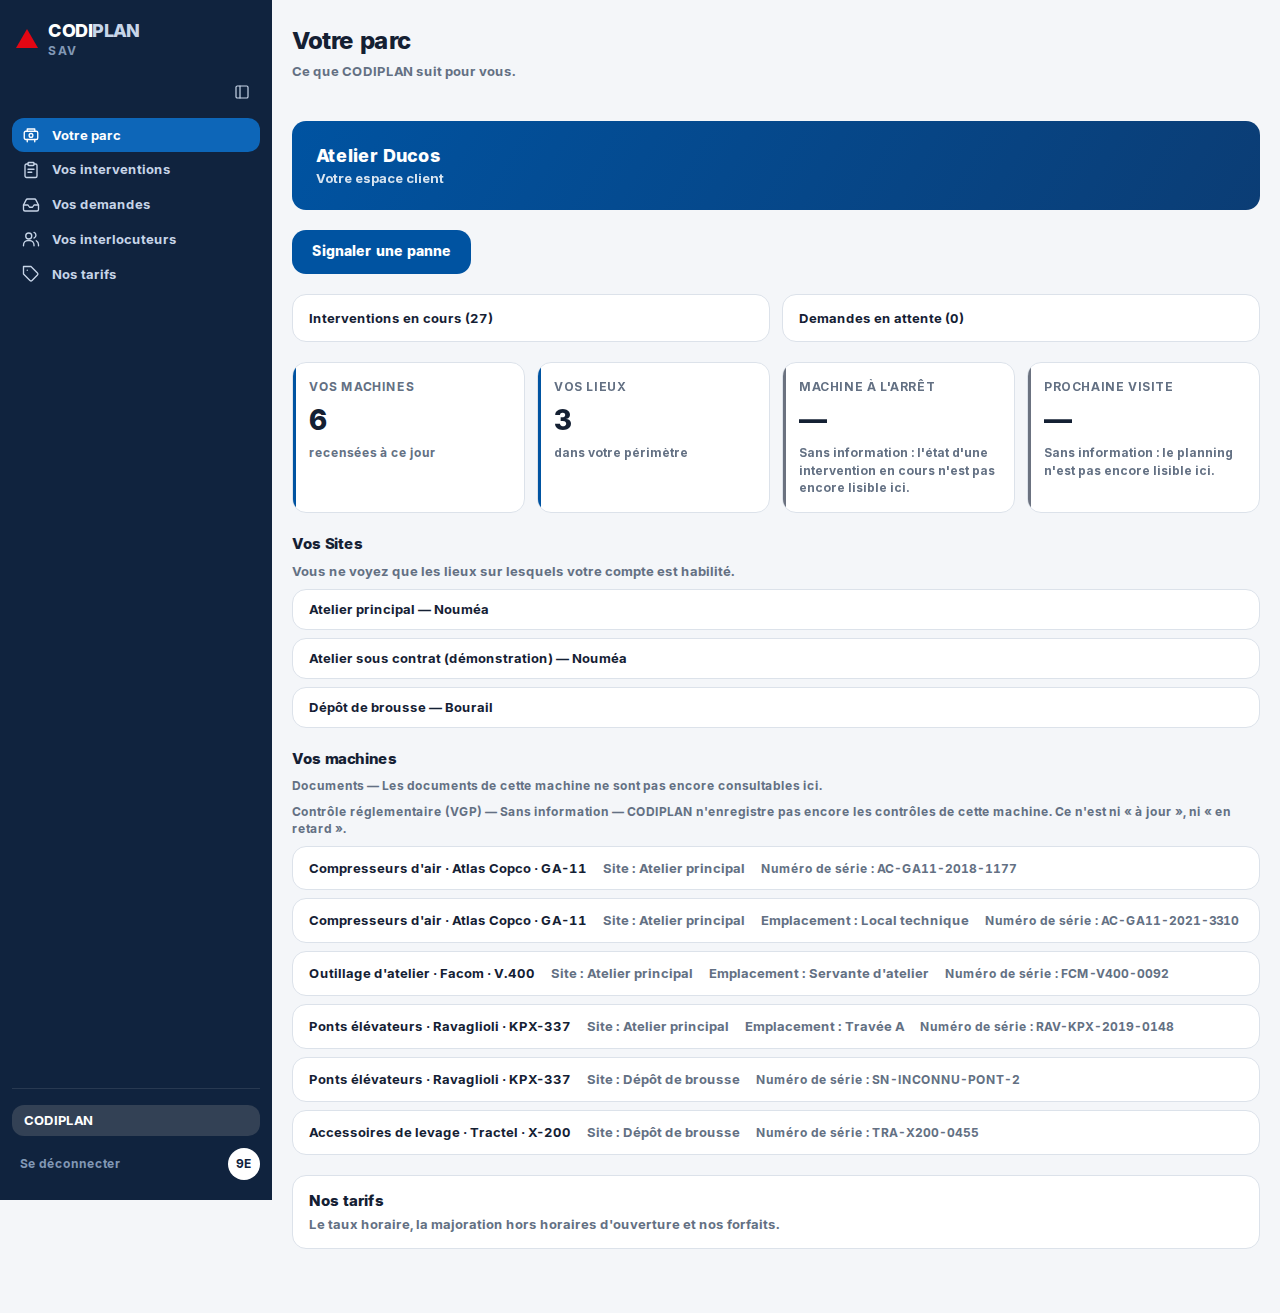 CODIPLAN
SAV
Votre parc
Vos interventions
Vos demandes
Vos interlocuteurs
Nos tarifs
CODIPLAN
Se déconnecter
9E
Votre parc
Ce que CODIPLAN suit pour vous.
Atelier Ducos
Votre espace client
Signaler une panne
Interventions en cours (27)
Demandes en attente (0)
VOS MACHINES
6
recensées à ce jour
VOS LIEUX
3
dans votre périmètre
MACHINE À L'ARRÊT
—
Sans information : l'état d'une
intervention en cours n'est pas
encore lisible ici.
PROCHAINE VISITE
—
Sans information : le planning
n'est pas encore lisible ici.
Vos Sites
Vous ne voyez que les lieux sur lesquels votre compte est habilité.
Atelier principal — Nouméa
Atelier sous contrat (démonstration) — Nouméa
Dépôt de brousse — Bourail
Vos machines
Documents — Les documents de cette machine ne sont pas encore consultables ici.
Contrôle réglementaire (VGP) — Sans information — CODIPLAN n'enregistre pas encore les contrôles de cette machine. Ce n'est ni « à jour », ni « en
retard ».
Compresseurs d'air · Atlas Copco · GA-11 Site : Atelier principal Numéro de série : AC-GA11-2018-1177
Compresseurs d'air · Atlas Copco · GA-11 Site : Atelier principal Emplacement : Local technique Numéro de série : AC-GA11-2021-3310
Outillage d'atelier · Facom · V.400 Site : Atelier principal Emplacement : Servante d'atelier Numéro de série : FCM-V400-0092
Ponts élévateurs · Ravaglioli · KPX-337 Site : Atelier principal Emplacement : Travée A Numéro de série : RAV-KPX-2019-0148
Ponts élévateurs · Ravaglioli · KPX-337 Site : Dépôt de brousse Numéro de série : SN-INCONNU-PONT-2
Accessoires de levage · Tractel · X-200 Site : Dépôt de brousse Numéro de série : TRA-X200-0455
Nos tarifs
Le taux horaire, la majoration hors horaires d'ouverture et nos forfaits.